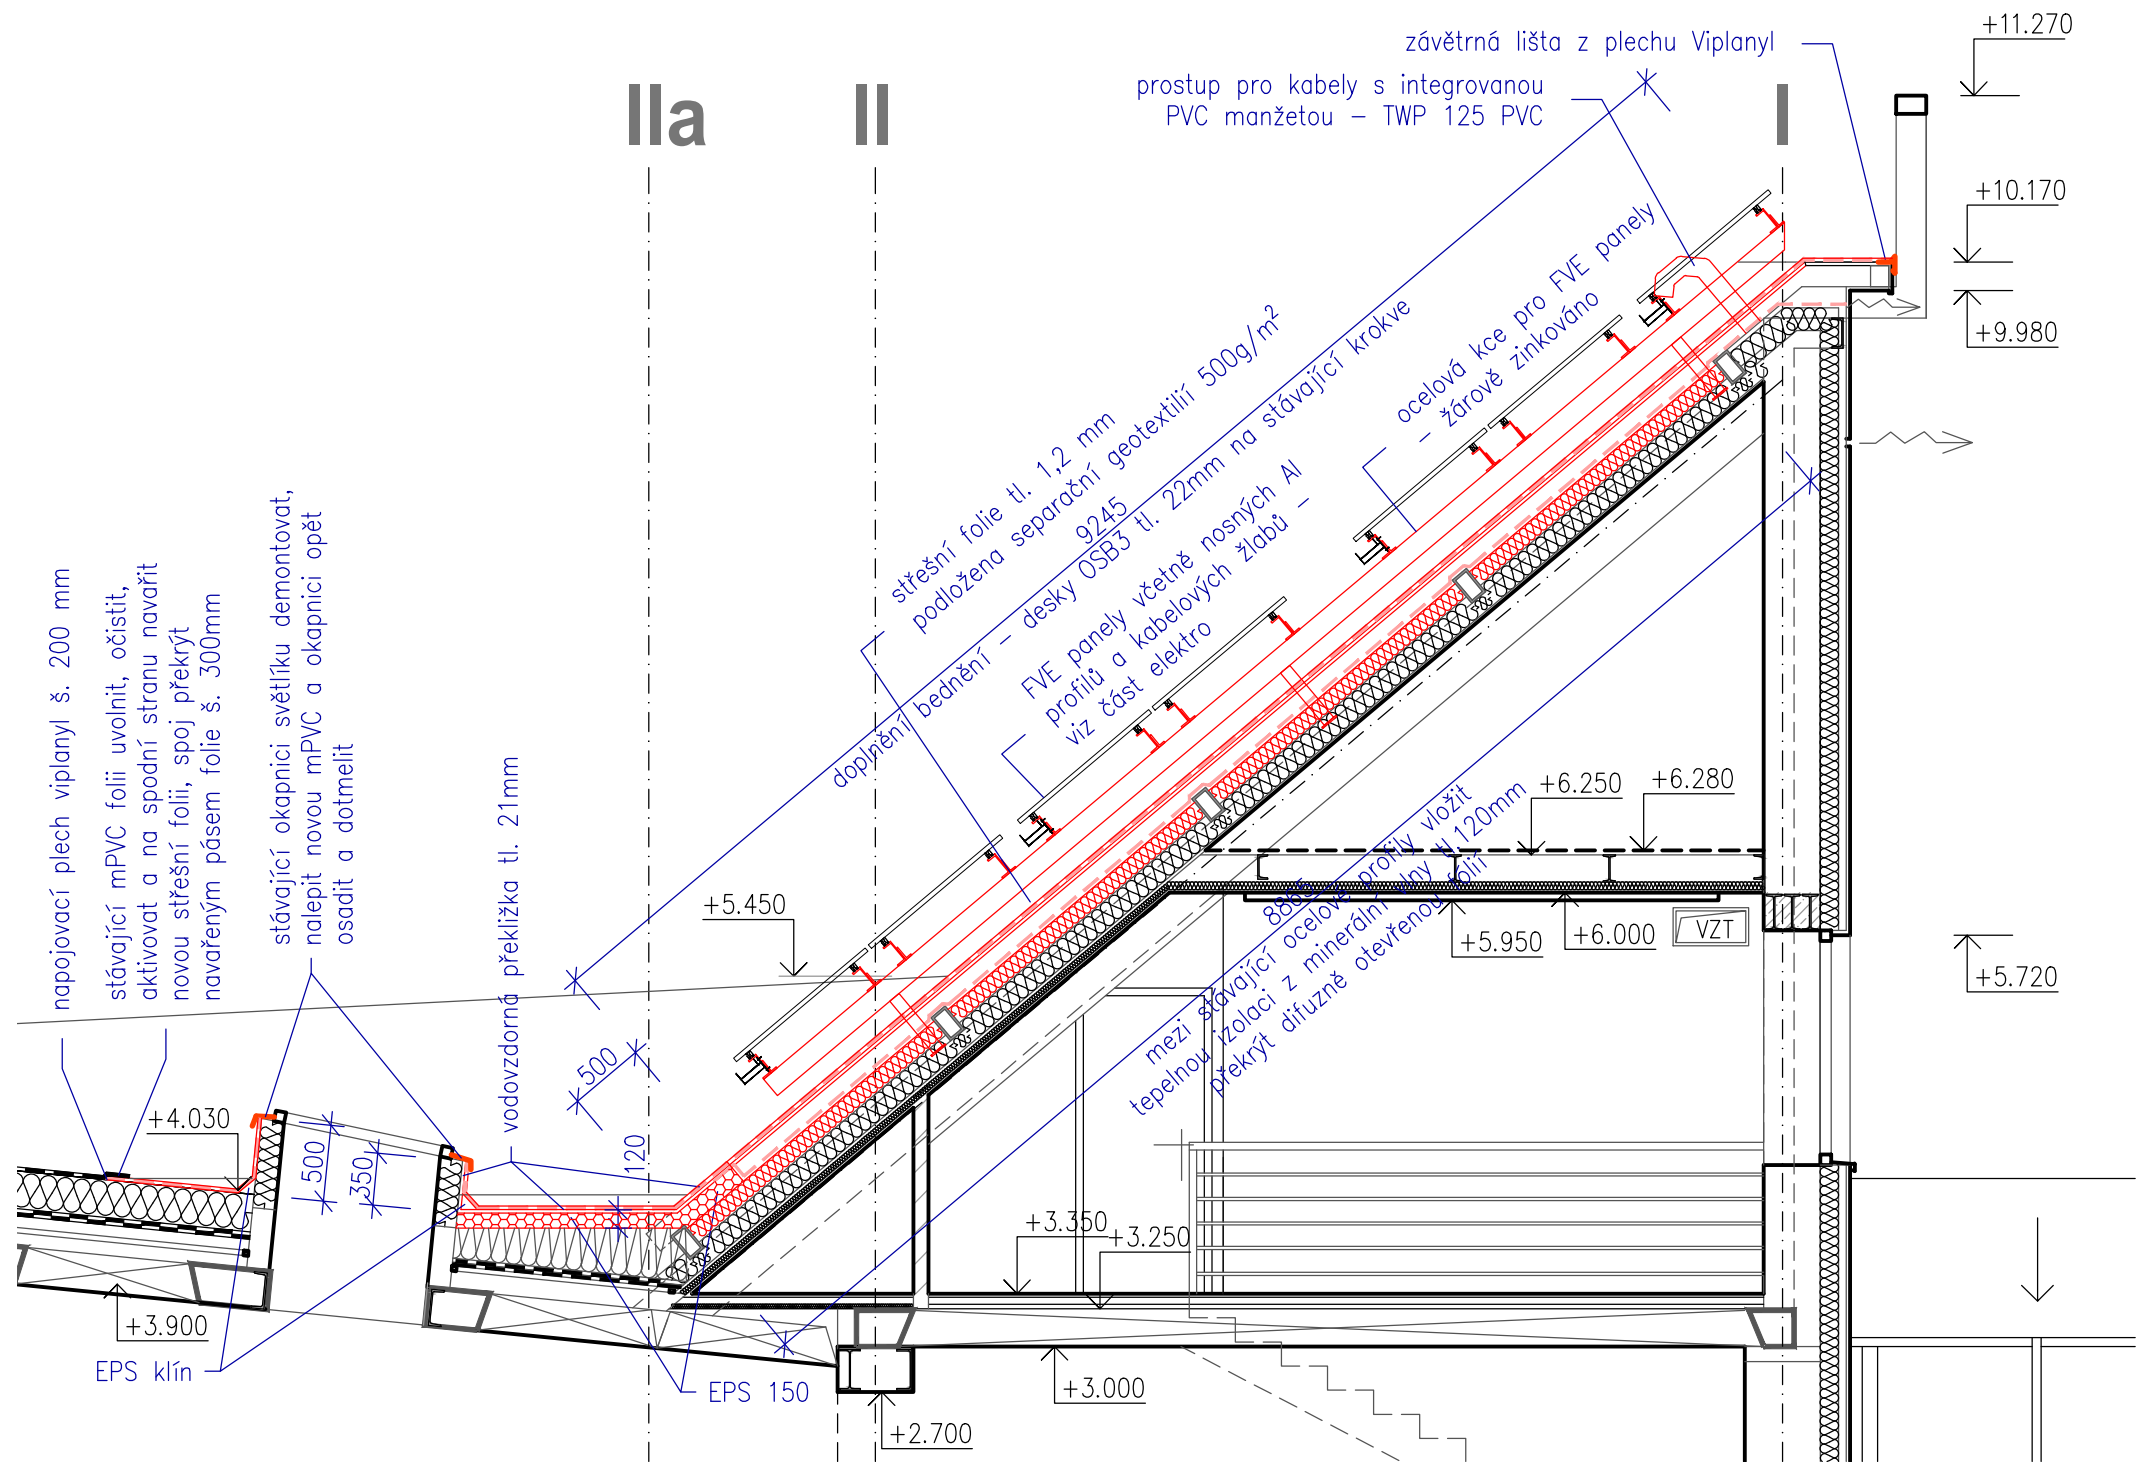 +11.270
závětrná lišta z plechu Viplanyl
prostup pro kabely s integrovanou
PVC manžetou – TWP 125 PVC
IIa
II
I
+10.170
+9.980
střešní folie tl. 1,2 mm
podložena separační geotextilií 500g/m²
9245
doplnění bednění – desky OSB3 tl. 22mm na stávající krokve
ocelová kce pro FVE panely
– žárově zinkováno
FVE panely včetně nosných Al
profilů a kabelových žlabů –
viz část elektro
napojovací plech viplanyl š. 200 mm
stávající mPVC folii uvolnit, očistit,
aktivovat a na spodní stranu navařit
novou střešní folii, spoj překrýt
navařeným pásem folie š. 300mm
stávající okapnici světlíku demontovat,
nalepit novou mPVC a okapnici opět
osadit a dotmelit
vodovzdorná překližka tl. 21mm
+6.250
+6.280
8865
mezi stávající ocelové profily vložit
tepelnou izolaci z minerální vlny tl.120mm
překrýt difuzně otevřenou fólií
+5.450
+5.950
+6.000
VZT
+5.720
500
+4.030
500
350
120
+3.350
+3.250
+3.900
EPS klín
EPS 150
+3.000
+2.700